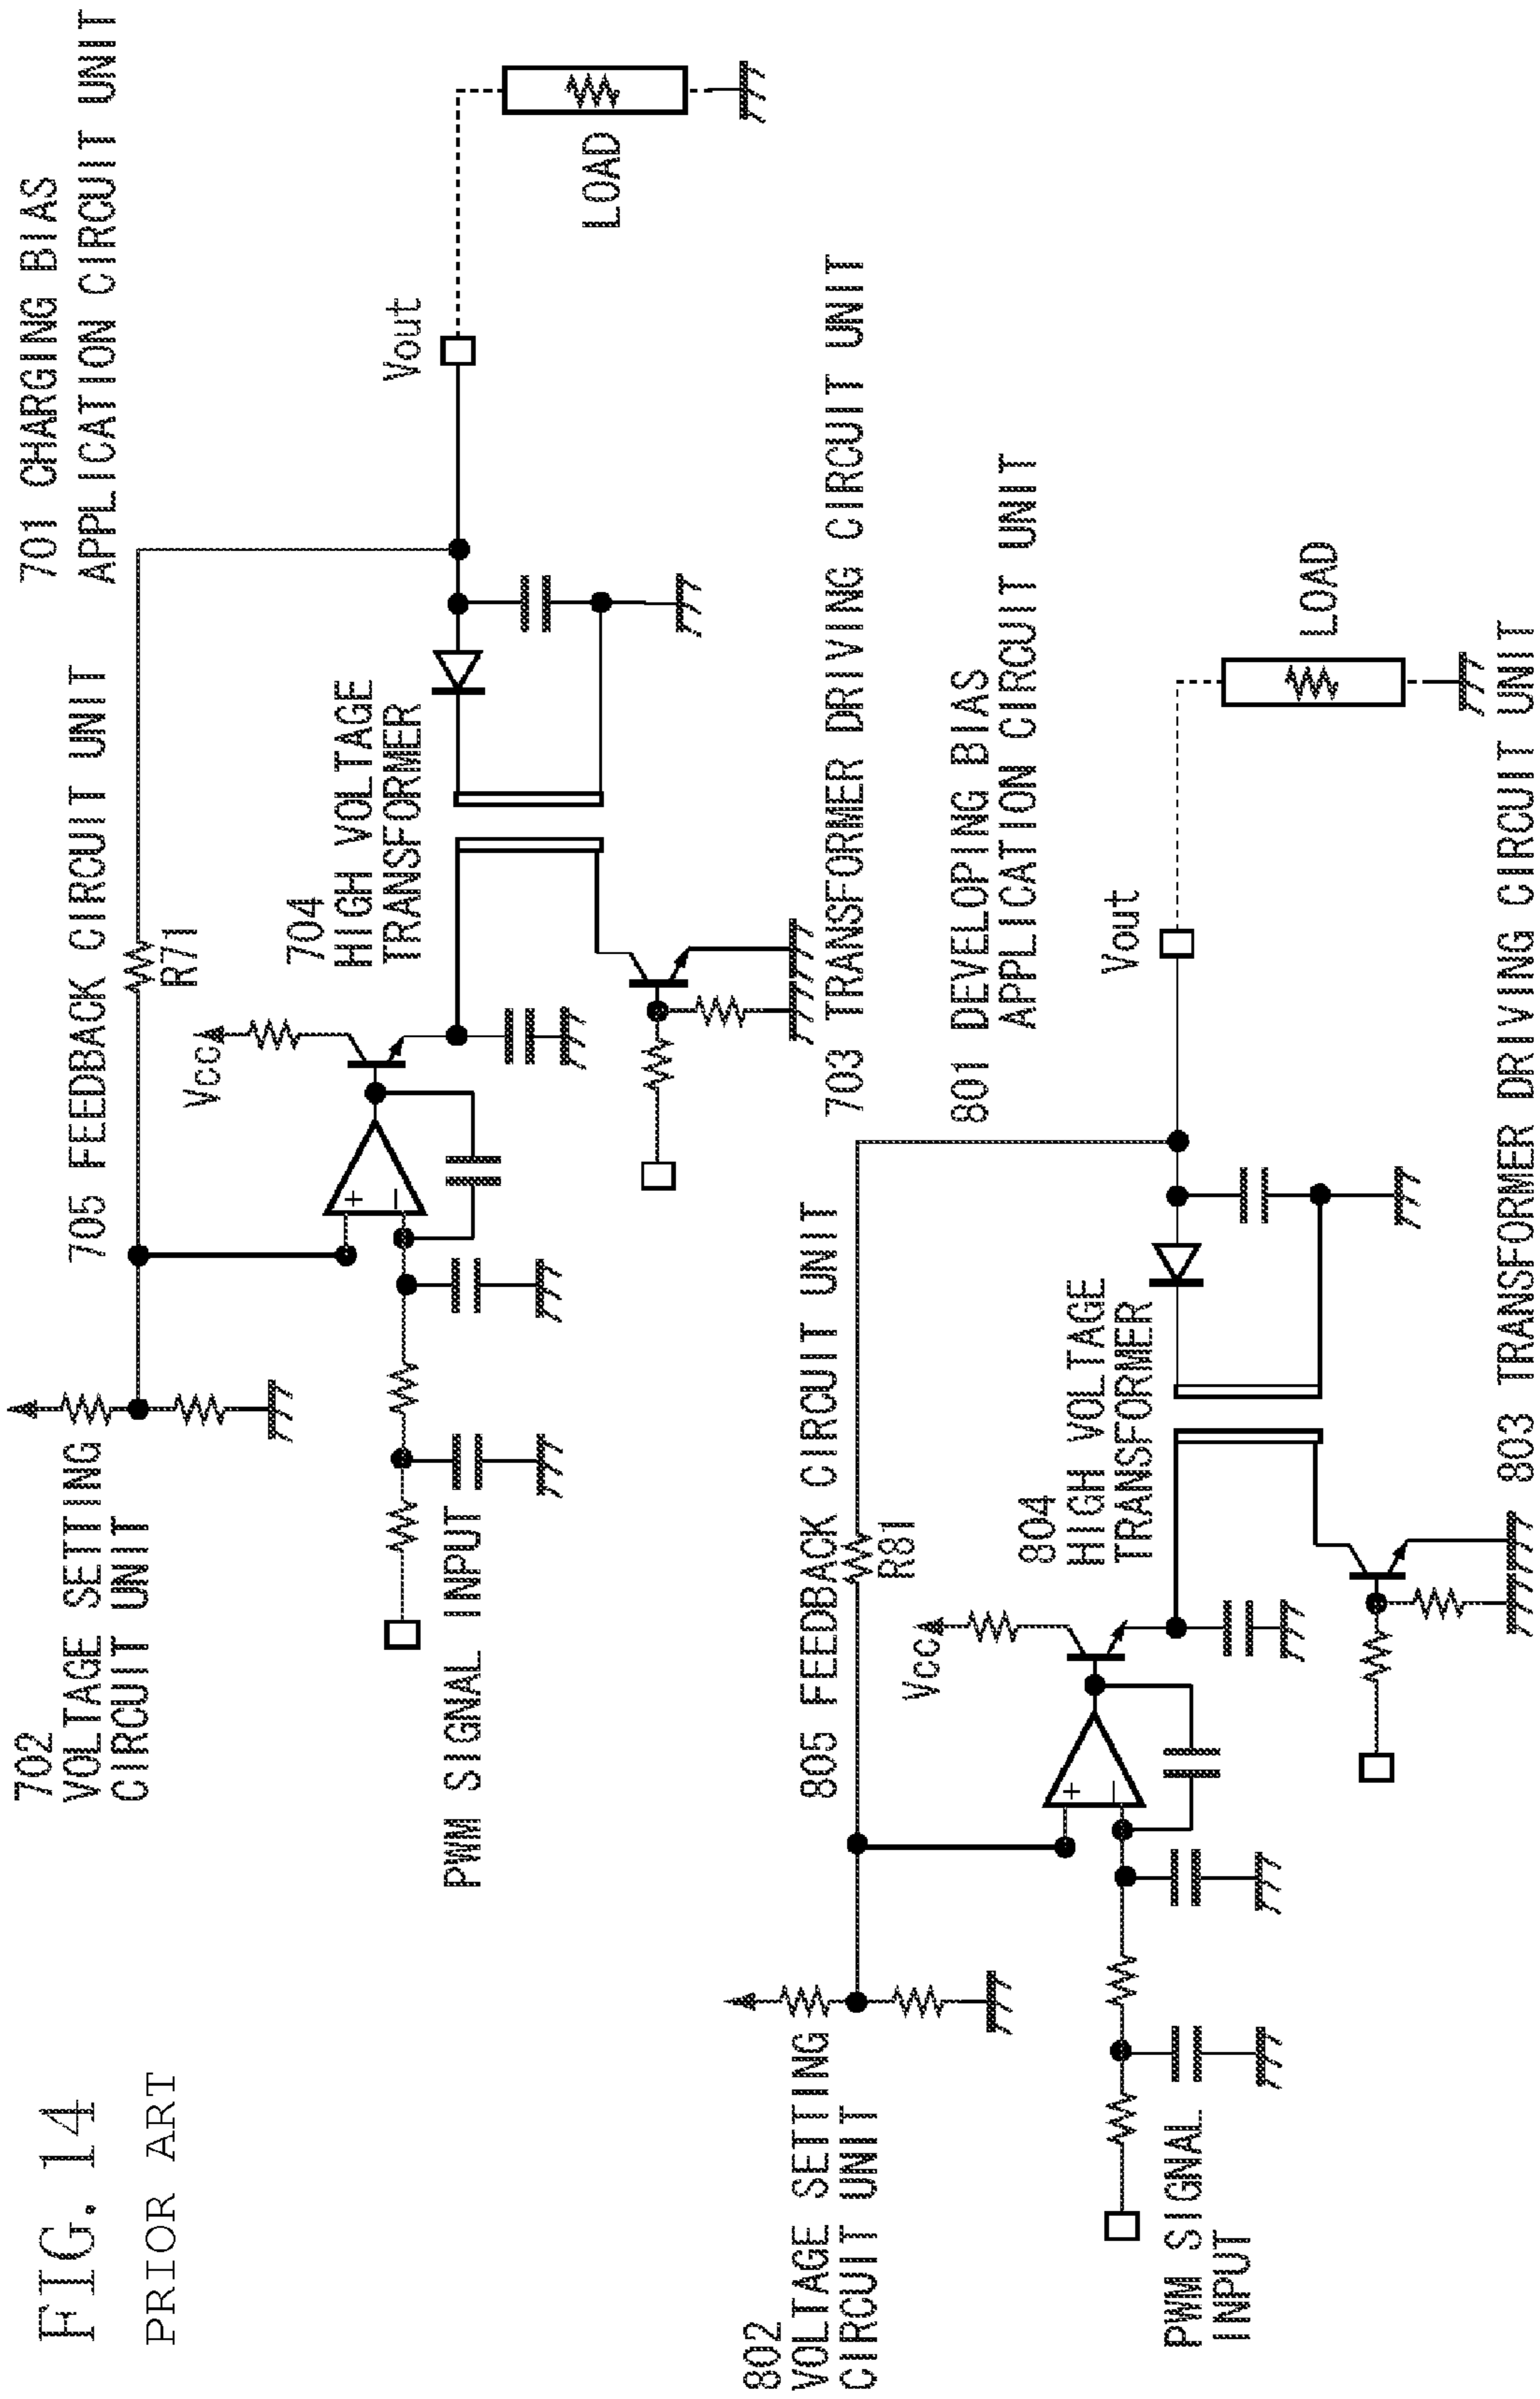 FIG. 14
PRIOR ART
701 CHARGING BIAS
APPLICATION CIRCUIT UNIT
702
VOLTAGE SETTING
CIRCUIT UNIT
705 FEEDBACK CIRCUIT UNIT
R71
Vcc
704
HIGH VOLTAGE
TRANSFORMER
Vout
+
−
PWM SIGNAL INPUT
LOAD
703 TRANSFORMER DRIVING CIRCUIT UNIT
801 DEVELOPING BIAS
APPLICATION CIRCUIT UNIT
802
VOLTAGE SETTING
CIRCUIT UNIT
805 FEEDBACK CIRCUIT UNIT
R81
Vcc
804
HIGH VOLTAGE
TRANSFORMER
Vout
+
−
PWM SIGNAL
INPUT
LOAD
803 TRANSFORMER DRIVING CIRCUIT UNIT